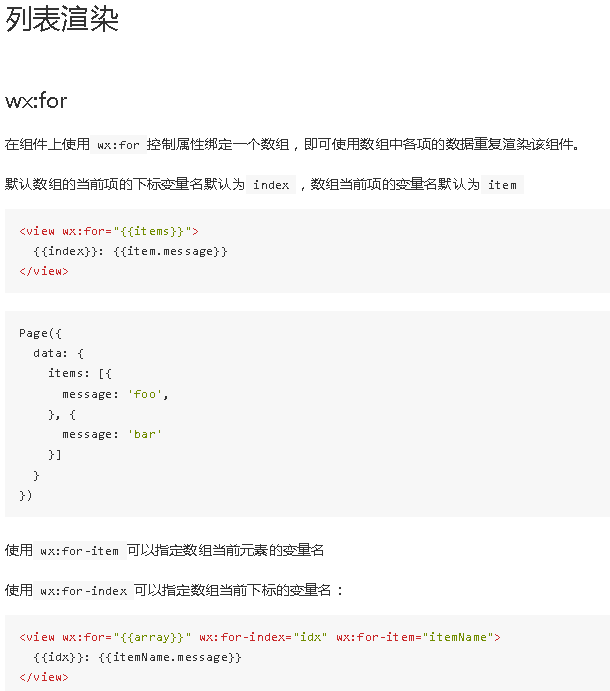 列表渲染
wx:for
在组件上使用 wx:for 控制属性绑定一个数组，即可使用数组中各项的数据重复渲染该组件。
默认数组的当前项的下标变量名默认为 index ，数组当前项的变量名默认为 item
<view wx:for="{{items}}">
  {{index}}: {{item.message}}
</view>
Page({
  data: {
    items: [{
      message: 'foo',
    }, {
      message: 'bar'
    }]
  }
})
使用 wx:for-item 可以指定数组当前元素的变量名
使用 wx:for-index 可以指定数组当前下标的变量名：
<view wx:for="{{array}}" wx:for-index="idx" wx:for-item="itemName">
  {{idx}}: {{itemName.message}}
</view>